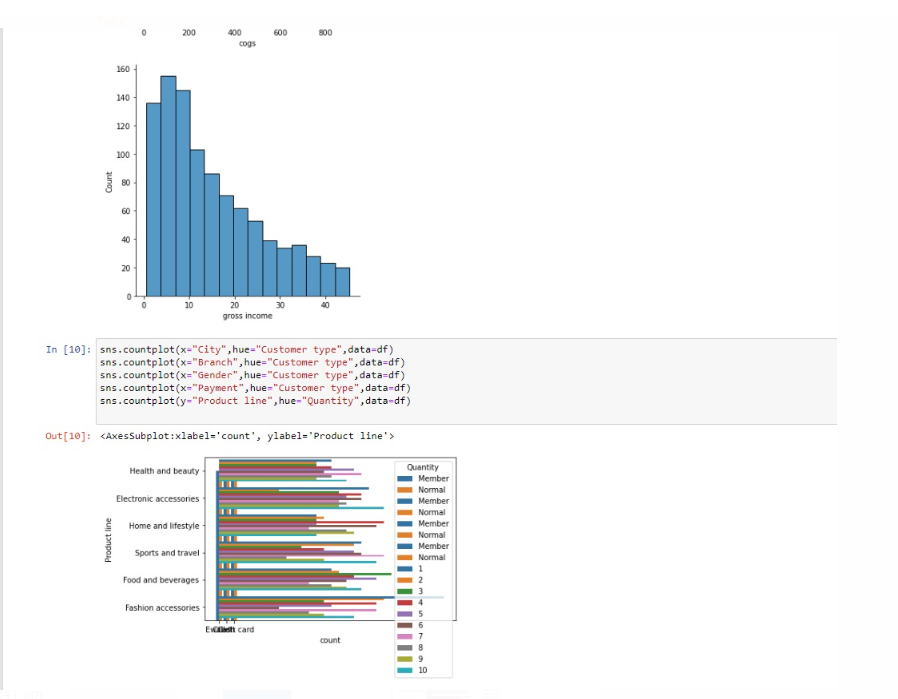 0 200 400 600 800
cogs
160
140
120
100
80
60
40
20
0
Count
0 10 20 30 40
gross income
In [10]: sns.countplot(x="City",hue="Customer type",data=df)
sns.countplot(x="Branch",hue="Customer type",data=df)
sns.countplot(x="Gender",hue="Customer type",data=df)
sns.countplot(x="Payment",hue="Customer type",data=df)
sns.countplot(y="Product line",hue="Quantity",data=df)
Out[10]: <AxesSubplot:xlabel='count', ylabel='Product line'>
Product line
Health and beauty
Electronic accessories
Home and lifestyle
Sports and travel
Food and beverages
Fashion accessories
card
count
Quantity
Member
Normal
Member
Normal
Member
Normal
Member
Normal
1
2
3
4
5
6
7
8
9
10